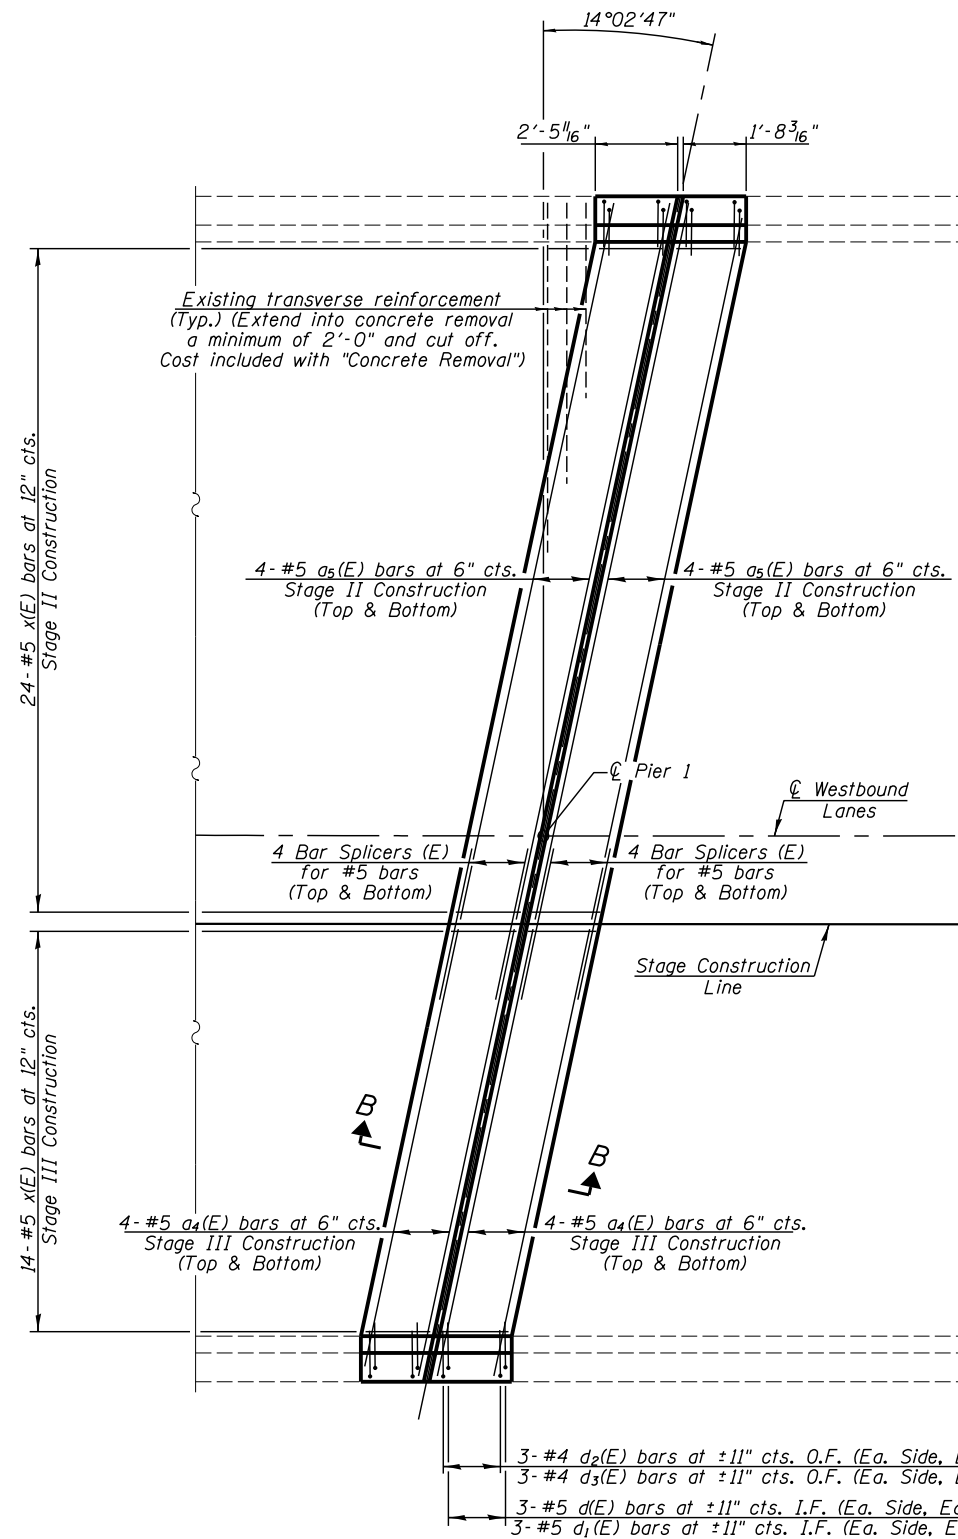 14°02'47"
2'-5 11/16"
1'-8 3/16"
Existing transverse reinforcement
(Typ.) (Extend into concrete removal
a minimum of 2'-0" and cut off.
Cost included with "Concrete Removal")
24- #5 x(E) bars at 12" cts.
Stage II Construction
4- #5 a5(E) bars at 6" cts.
Stage II Construction
(Top & Bottom)
4- #5 a5(E) bars at 6" cts.
Stage II Construction
(Top & Bottom)
℄ Pier 1
℄ Westbound
Lanes
4 Bar Splicers (E)
for #5 bars
(Top & Bottom)
4 Bar Splicers (E)
for #5 bars
(Top & Bottom)
Stage Construction
Line
14- #5 x(E) bars at 12" cts.
Stage III Construction
B
B
4- #5 a4(E) bars at 6" cts.
Stage III Construction
(Top & Bottom)
4- #5 a4(E) bars at 6" cts.
Stage III Construction
(Top & Bottom)
3- #4 d2(E) bars at ±11" cts. O.F. (Ea. Side,
3- #4 d3(E) bars at ±11" cts. O.F. (Ea. Side,
3- #5 d(E) bars at ±11" cts. I.F. (Ea. Side,
3- #5 d1(E) bars at ±11" cts. I.F. (Ea. Side,